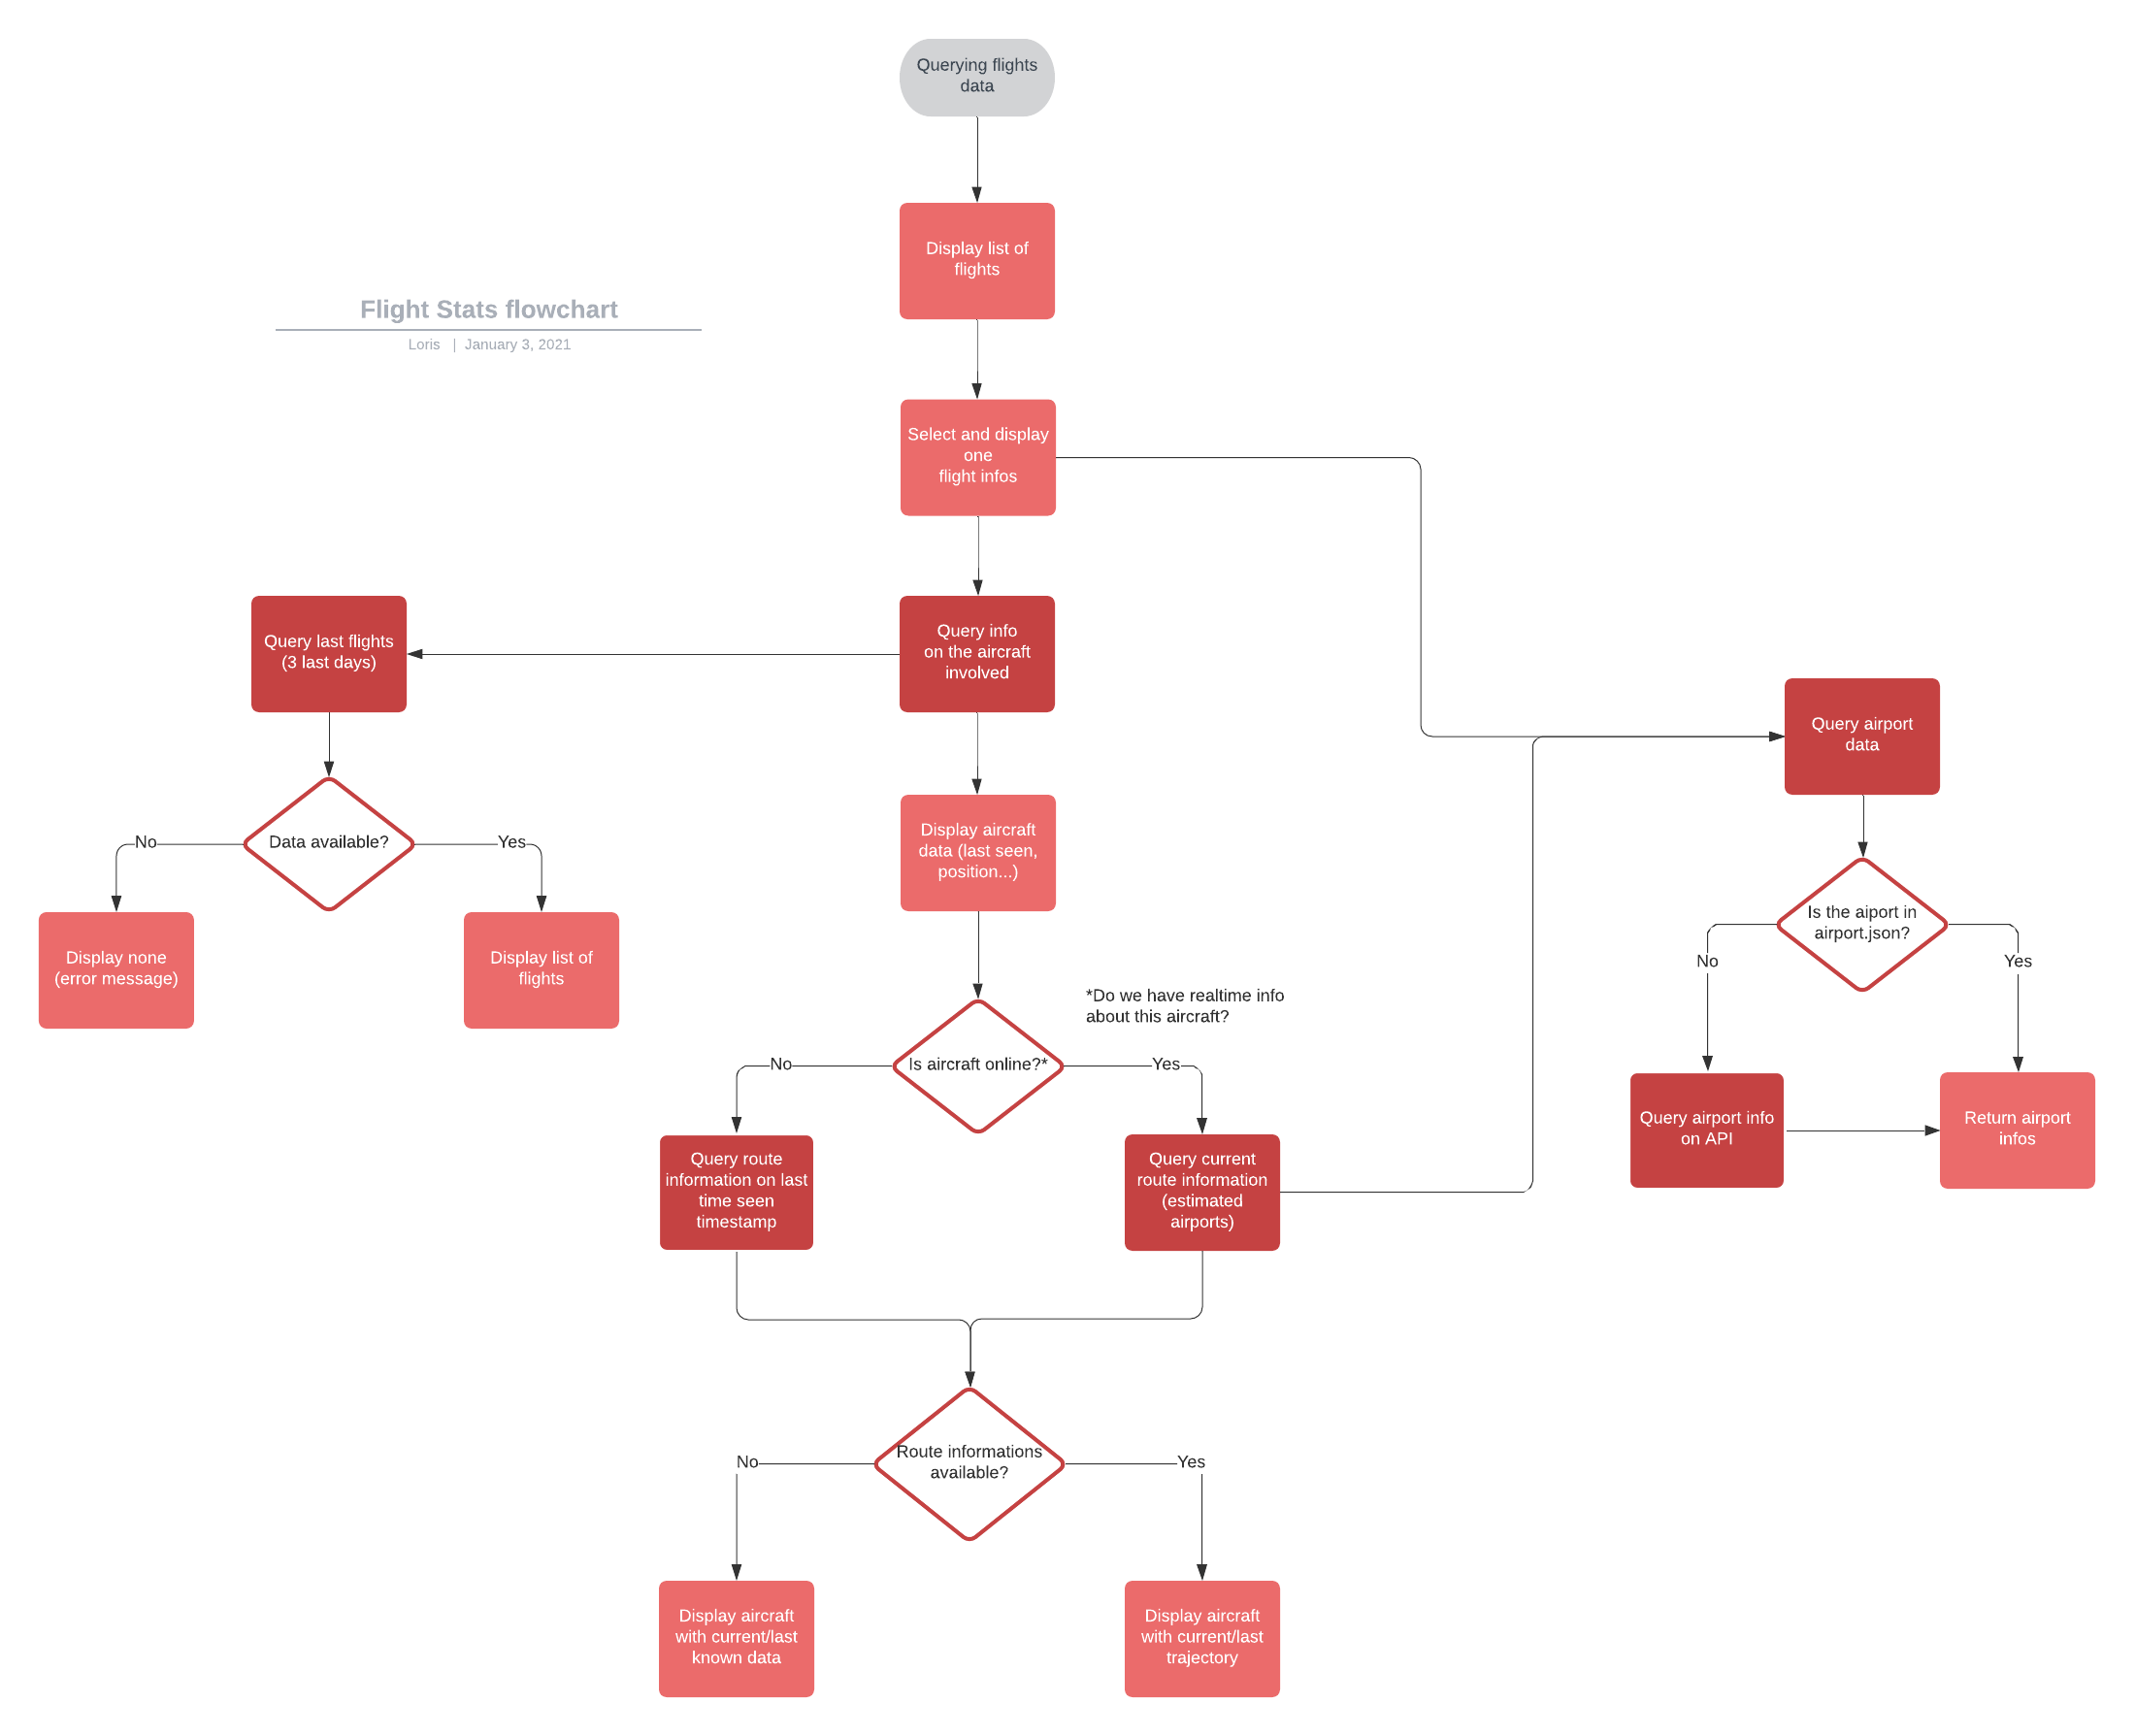 Querying flights
data
Display list of
flights
Flight Stats flowchart
Loris | January 3, 2021
Select and display
one
flight infos
Query last flights
(3 last days)
Query info
on the aircraft
involved
Query airport
data
Data available?
No
Yes
Display aircraft
data (last seen,
position...)
Is the aiport in
airport.json?
No
Yes
Display none
(error message)
Display list of
flights
*Do we have realtime info
about this aircraft?
Is aircraft online?*
No
Yes
Query airport info
on API
Return airport
infos
Query route
information on last
time seen
timestamp
Query current
route information
(estimated
airports)
Route informations
available?
No
Yes
Display aircraft
with current/last
known data
Display aircraft
with current/last
trajectory